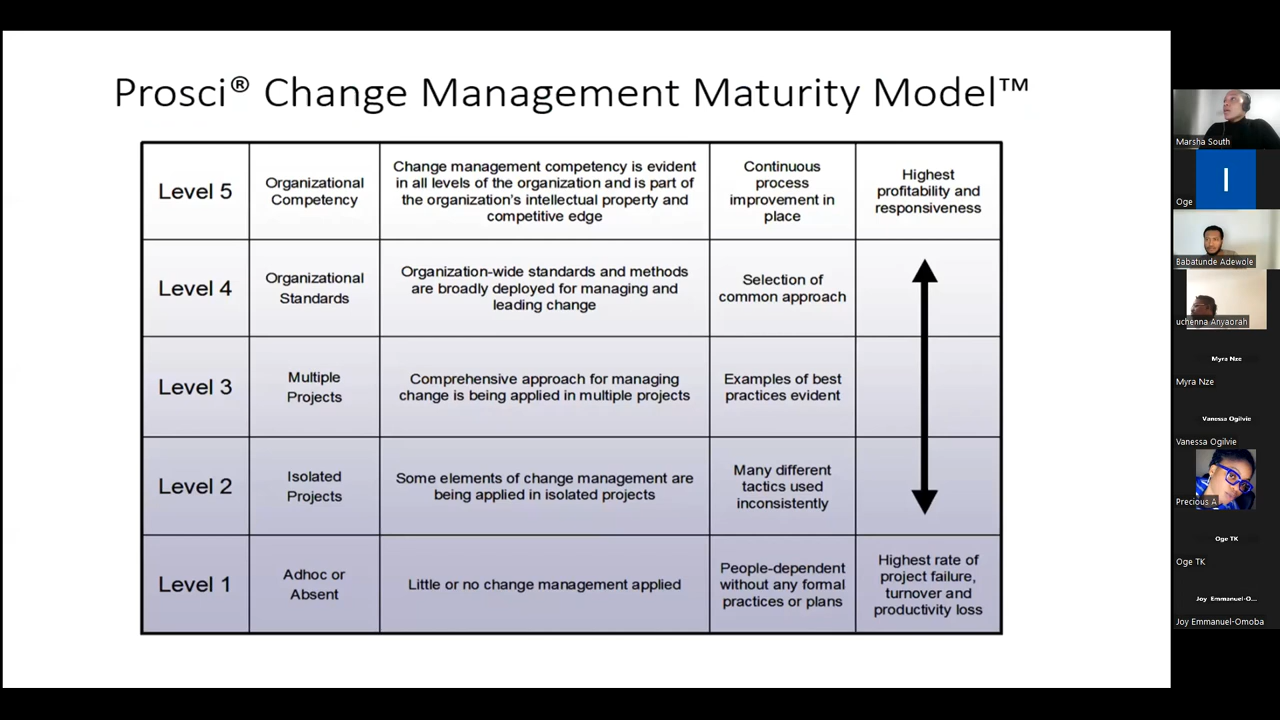 Prosci® Change Management Maturity Model™
Level 5
Organizational
Competency
Change management competency is evident
in all levels of the organization and is part of
the organization's intellectual property and
competitive edge
Continuous
process
improvement in
place
Highest
profitability and
responsiveness
Level 4
Organizational
Standards
Organization-wide standards and methods
are broadly deployed for managing and
leading change
Selection of
common approach
Level 3
Multiple
Projects
Comprehensive approach for managing
change is being applied in multiple projects
Examples of best
practices evident
Level 2
Isolated
Projects
Some elements of change management are
being applied in isolated projects
Many different
tactics used
inconsistently
Level 1
Adhoc or
Absent
Little or no change management applied
People-dependent
without any formal
practices or plans
Highest rate of
project failure,
turnover and
productivity loss
Marsha South
I
Oge
Babatunde Adewole
uchenna Anyaorah
Myra Nze
Myra Nze
Vanessa Ogilvie
Vanessa Ogilvie
Precious A
Oge TK
Oge TK
Joy Emmanuel-O...
Joy Emmanuel-Omoba